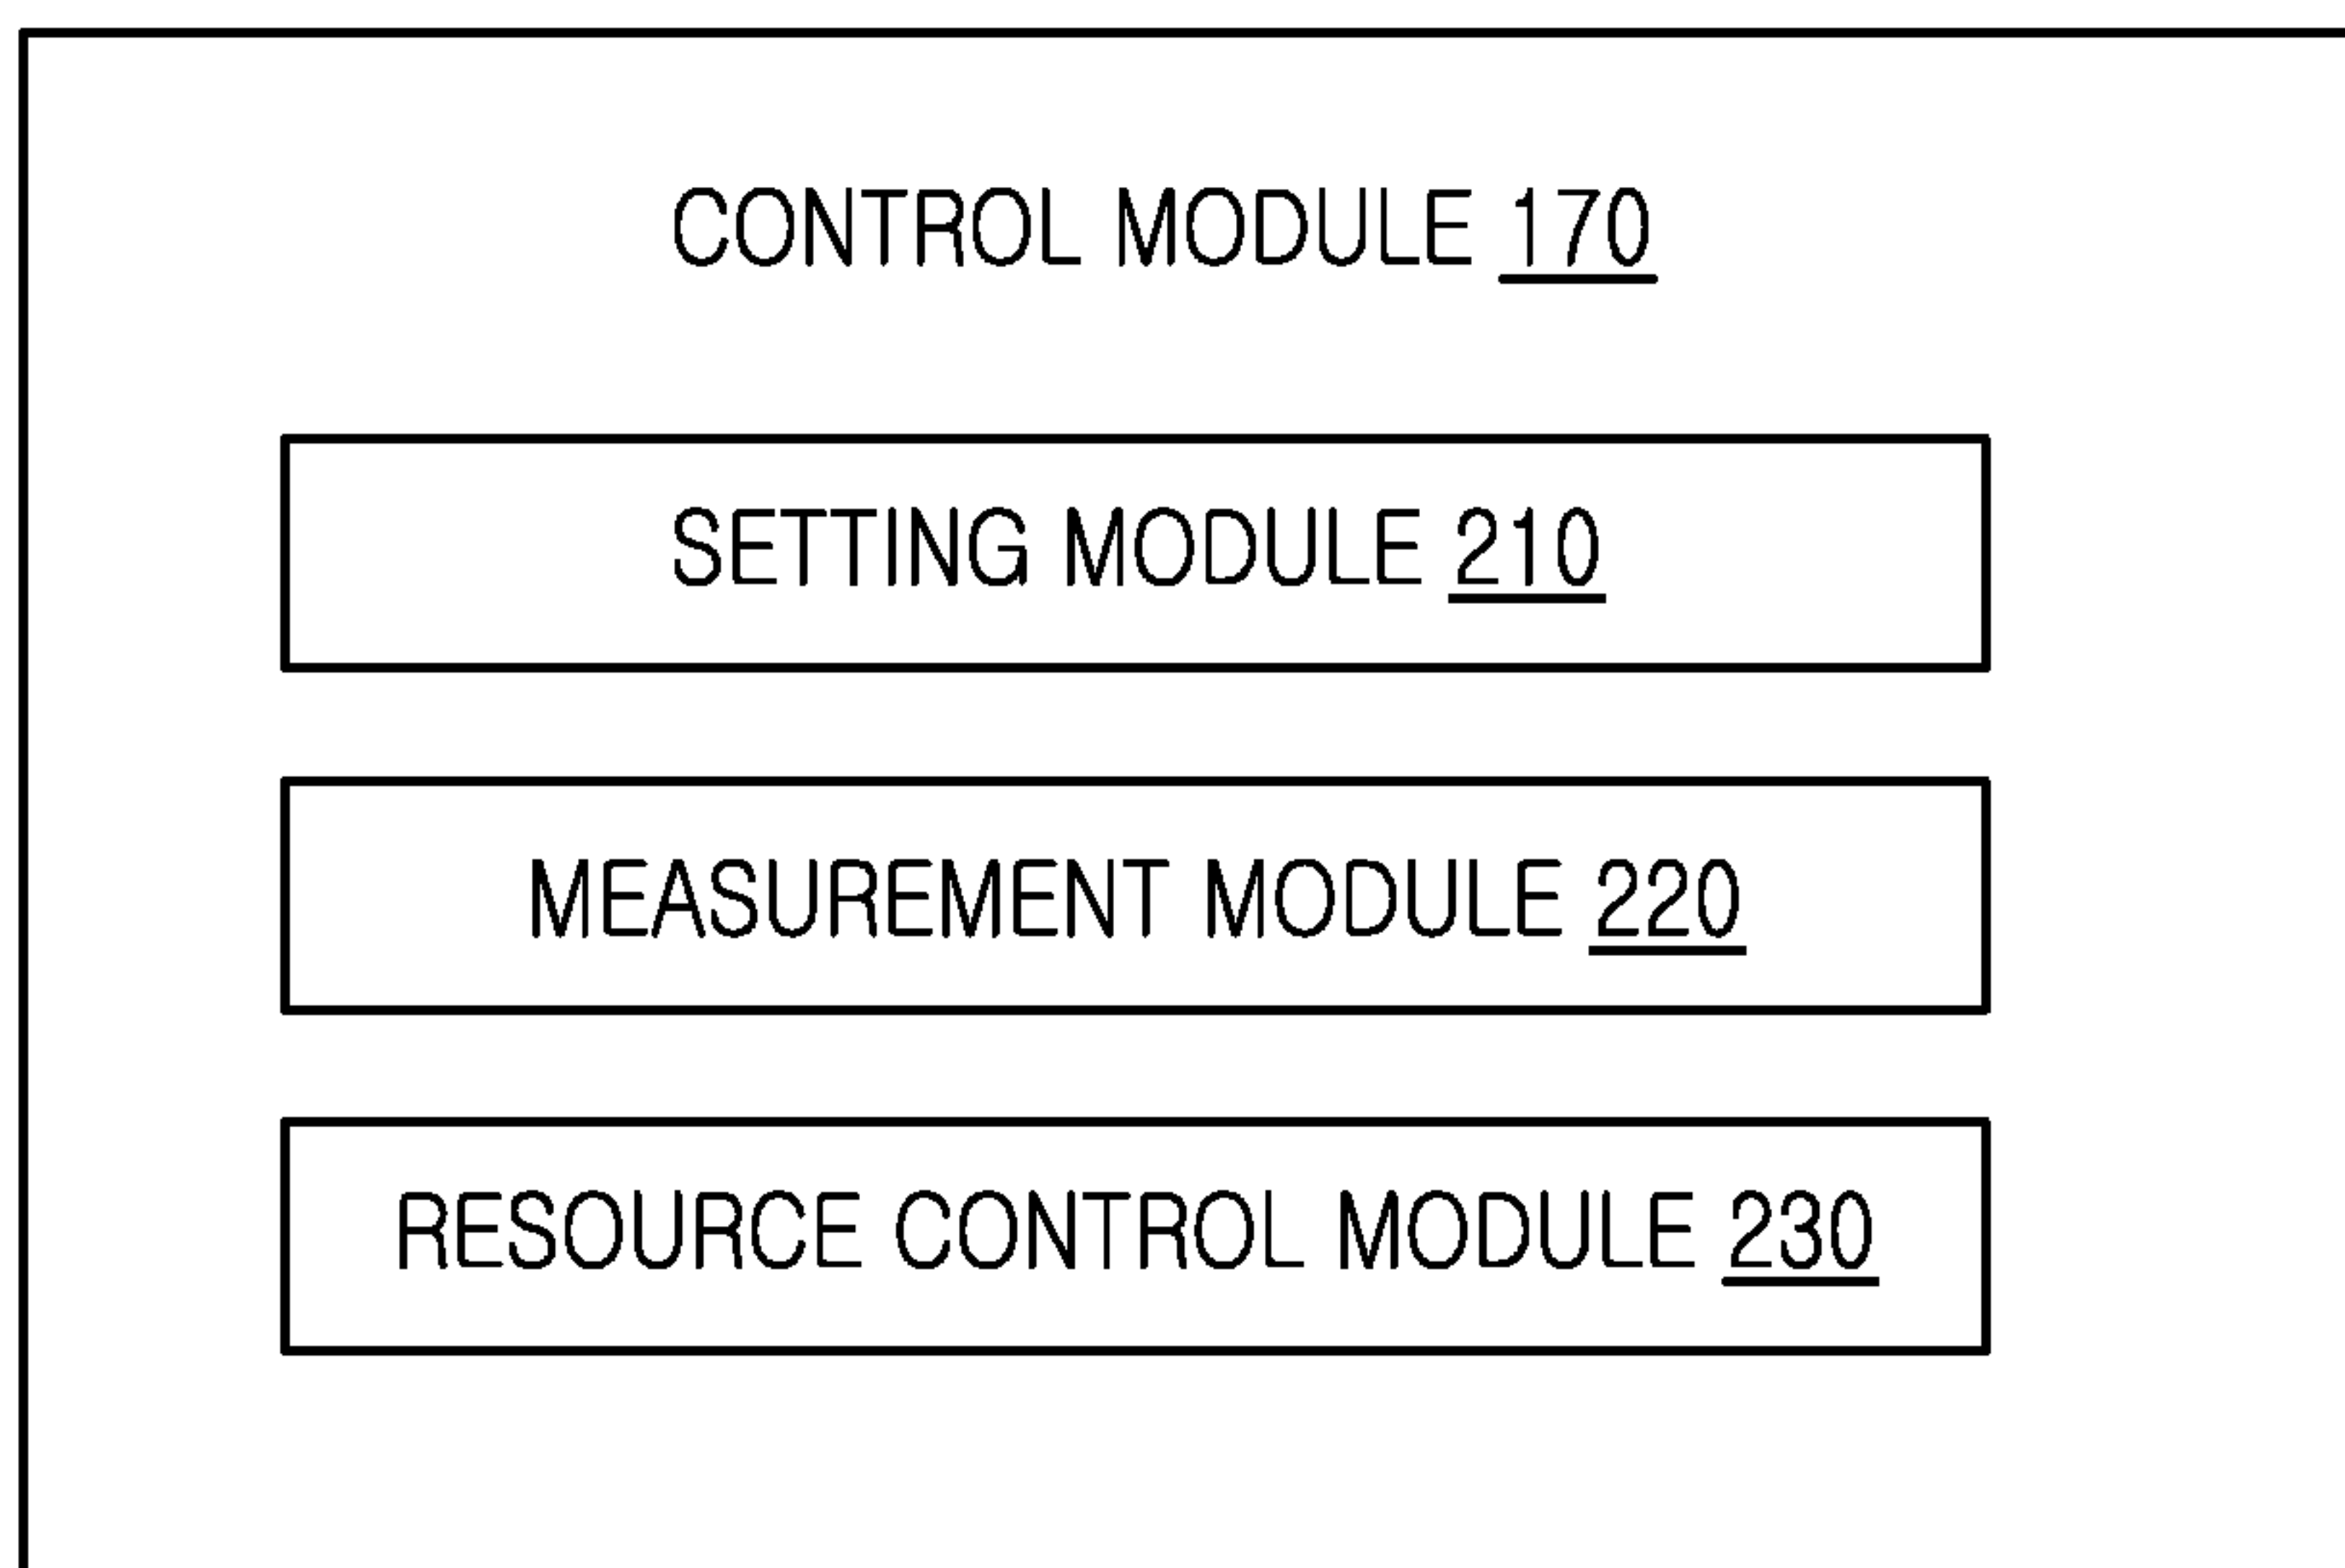 CONTROL MODULE 170
SETTING MODULE 210
MEASUREMENT MODULE 220
RESOURCE CONTROL MODULE 230